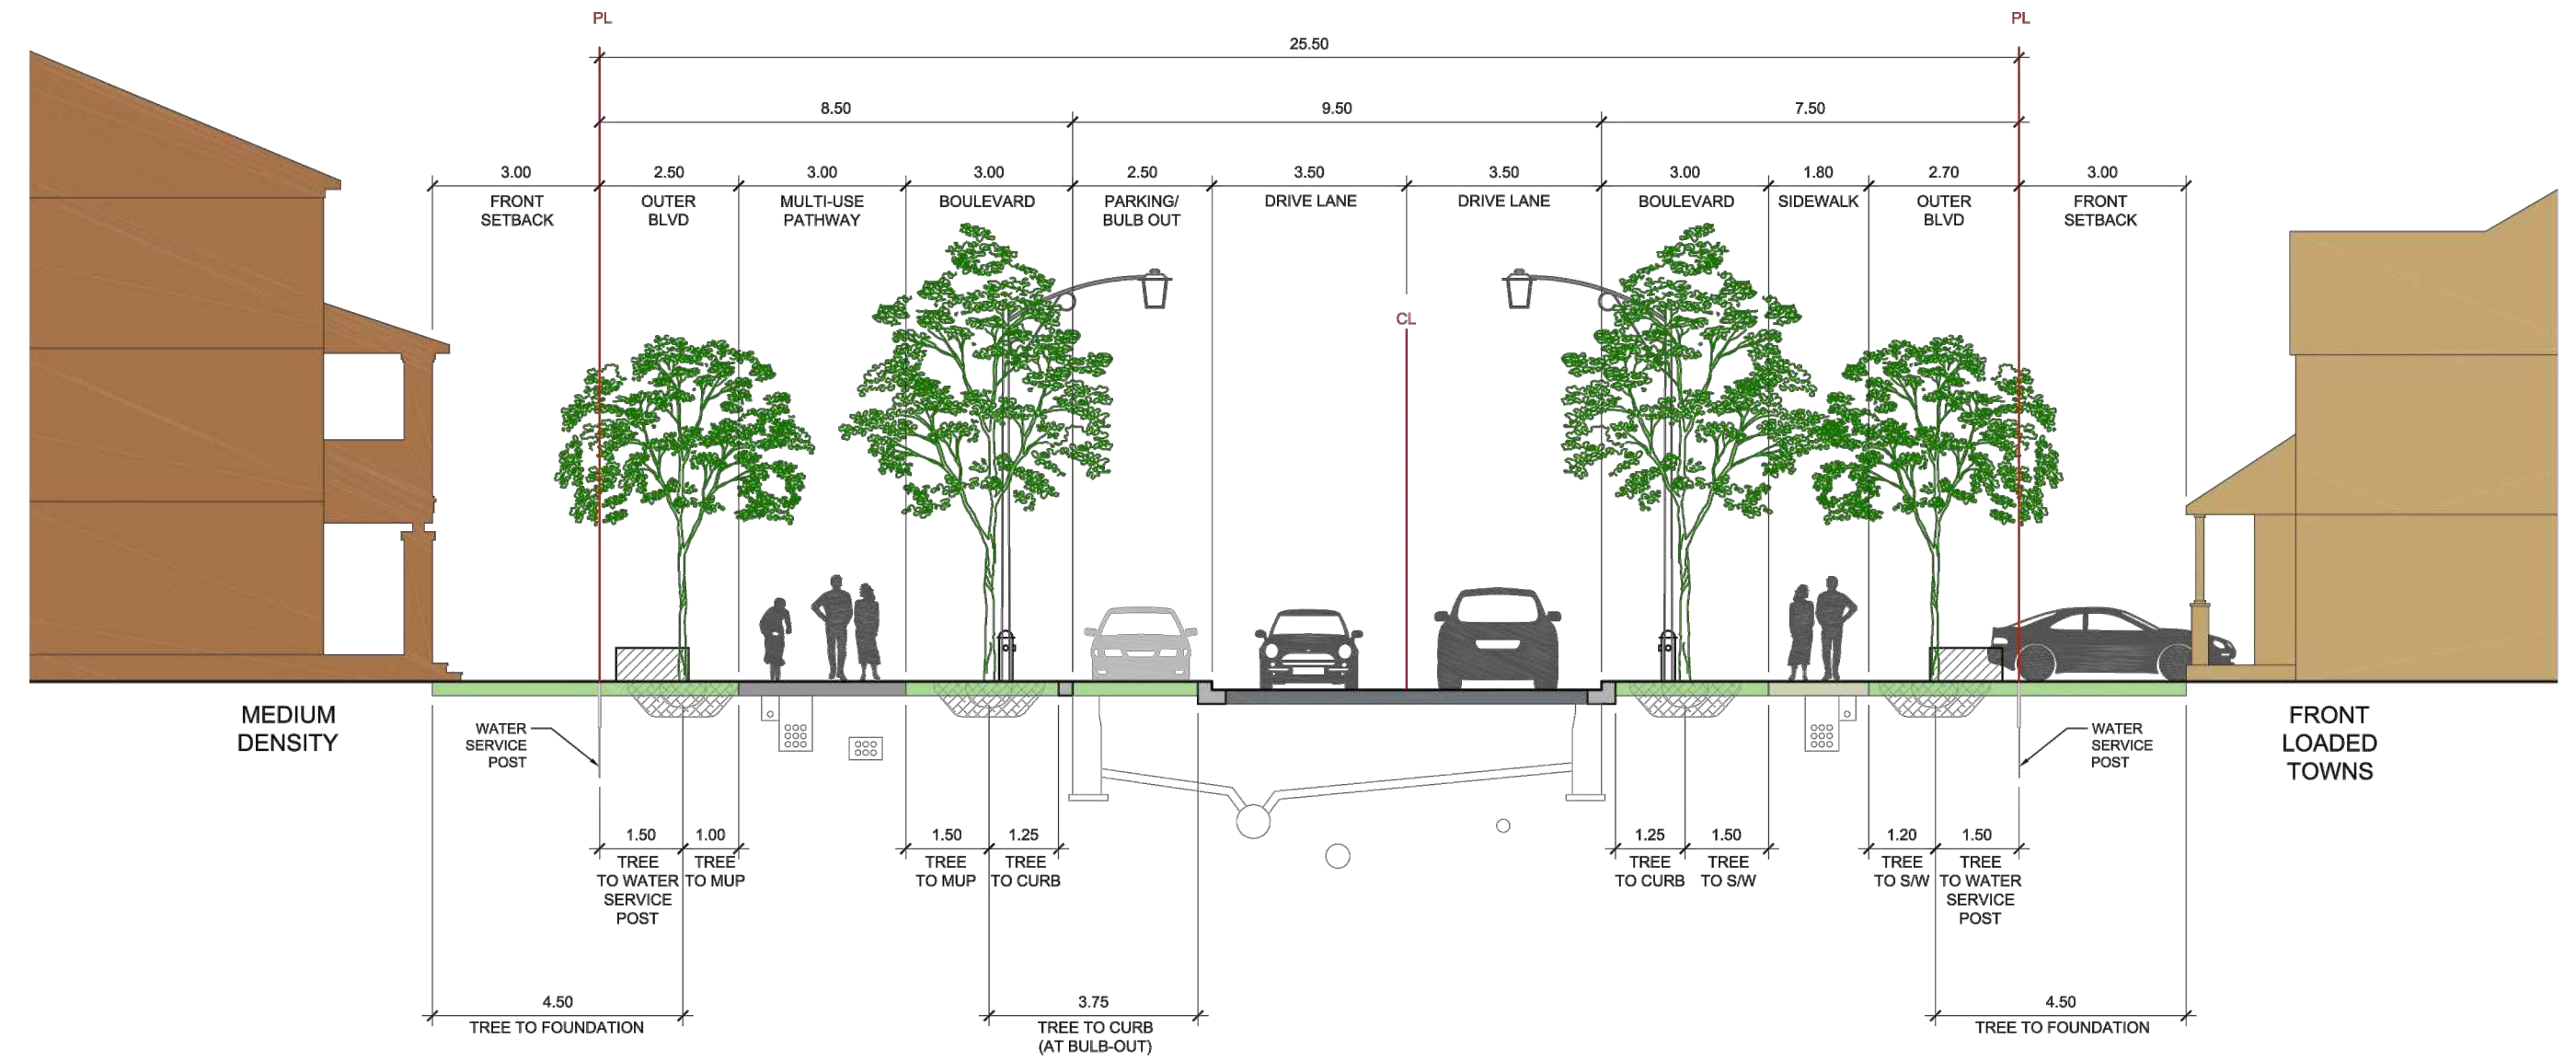 PL
PL
25.50
8.50
9.50
7.50
3.00
2.50
3.00
3.00
2.50
3.50
3.50
3.00
1.80
2.70
3.00
FRONT
SETBACK
OUTER
BLVD
MULTI-USE
PATHWAY
BOULEVARD
PARKING/
BULB OUT
DRIVE LANE
DRIVE LANE
BOULEVARD
SIDEWALK
OUTER
BLVD
FRONT
SETBACK
CL
MEDIUM
DENSITY
WATER
SERVICE
POST
WATER
SERVICE
POST
FRONT
LOADED
TOWNS
1.50
1.00
1.50
1.25
1.25
1.50
1.20
1.50
TREE
TO WATER
SERVICE
POST
TREE
TO MUP
TREE
TO MUP
TREE
TO CURB
TREE
TO CURB
TREE
TO S/W
TREE
TO S/W
TREE
TO WATER
SERVICE
POST
4.50
TREE TO FOUNDATION
3.75
TREE TO CURB
(AT BULB-OUT)
4.50
TREE TO FOUNDATION